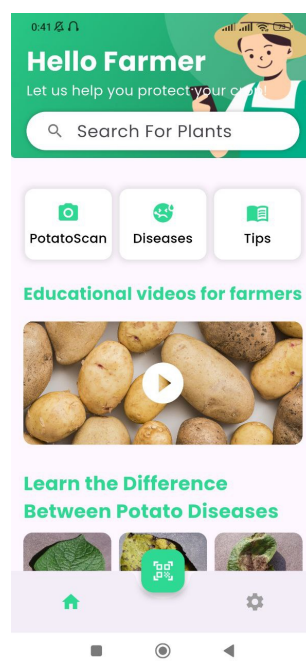 0:41
Hello Farmer
Let us help you protect your crop!
Search For Plants
PotatoScan
Diseases
Tips
Educational videos for farmers
Learn the Difference
Between Potato Diseases